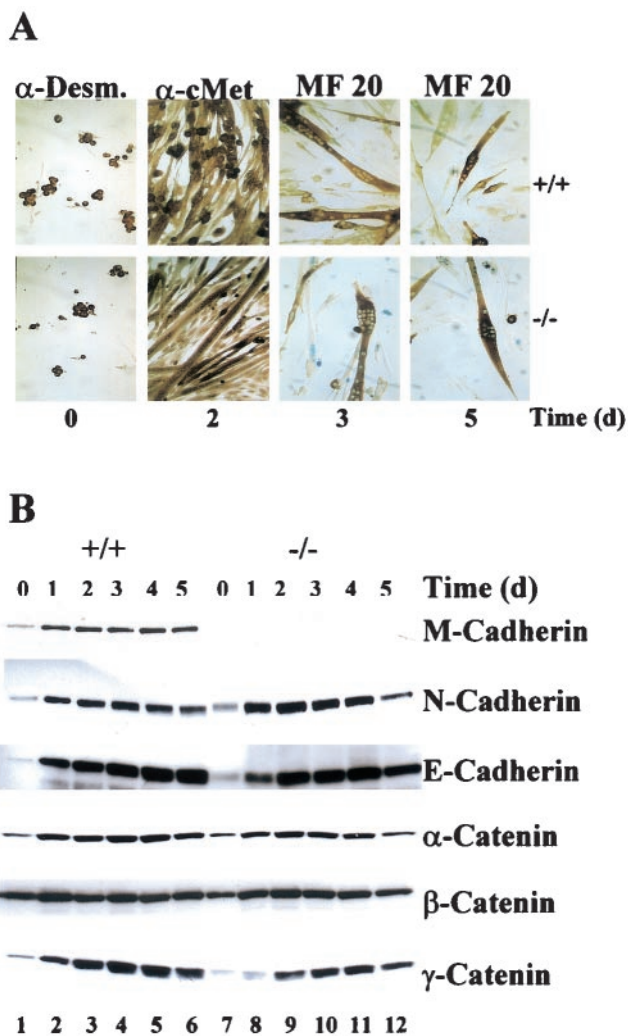 A
α-Desm. α-cMet MF 20 MF 20
+/+
-/-
0 2 3 5 Time (d)
B
+/+ -/-
0 1 2 3 4 5 0 1 2 3 4 5 Time (d)
M-Cadherin
N-Cadherin
E-Cadherin
α-Catenin
β-Catenin
γ-Catenin
1 2 3 4 5 6 7 8 9 10 11 12